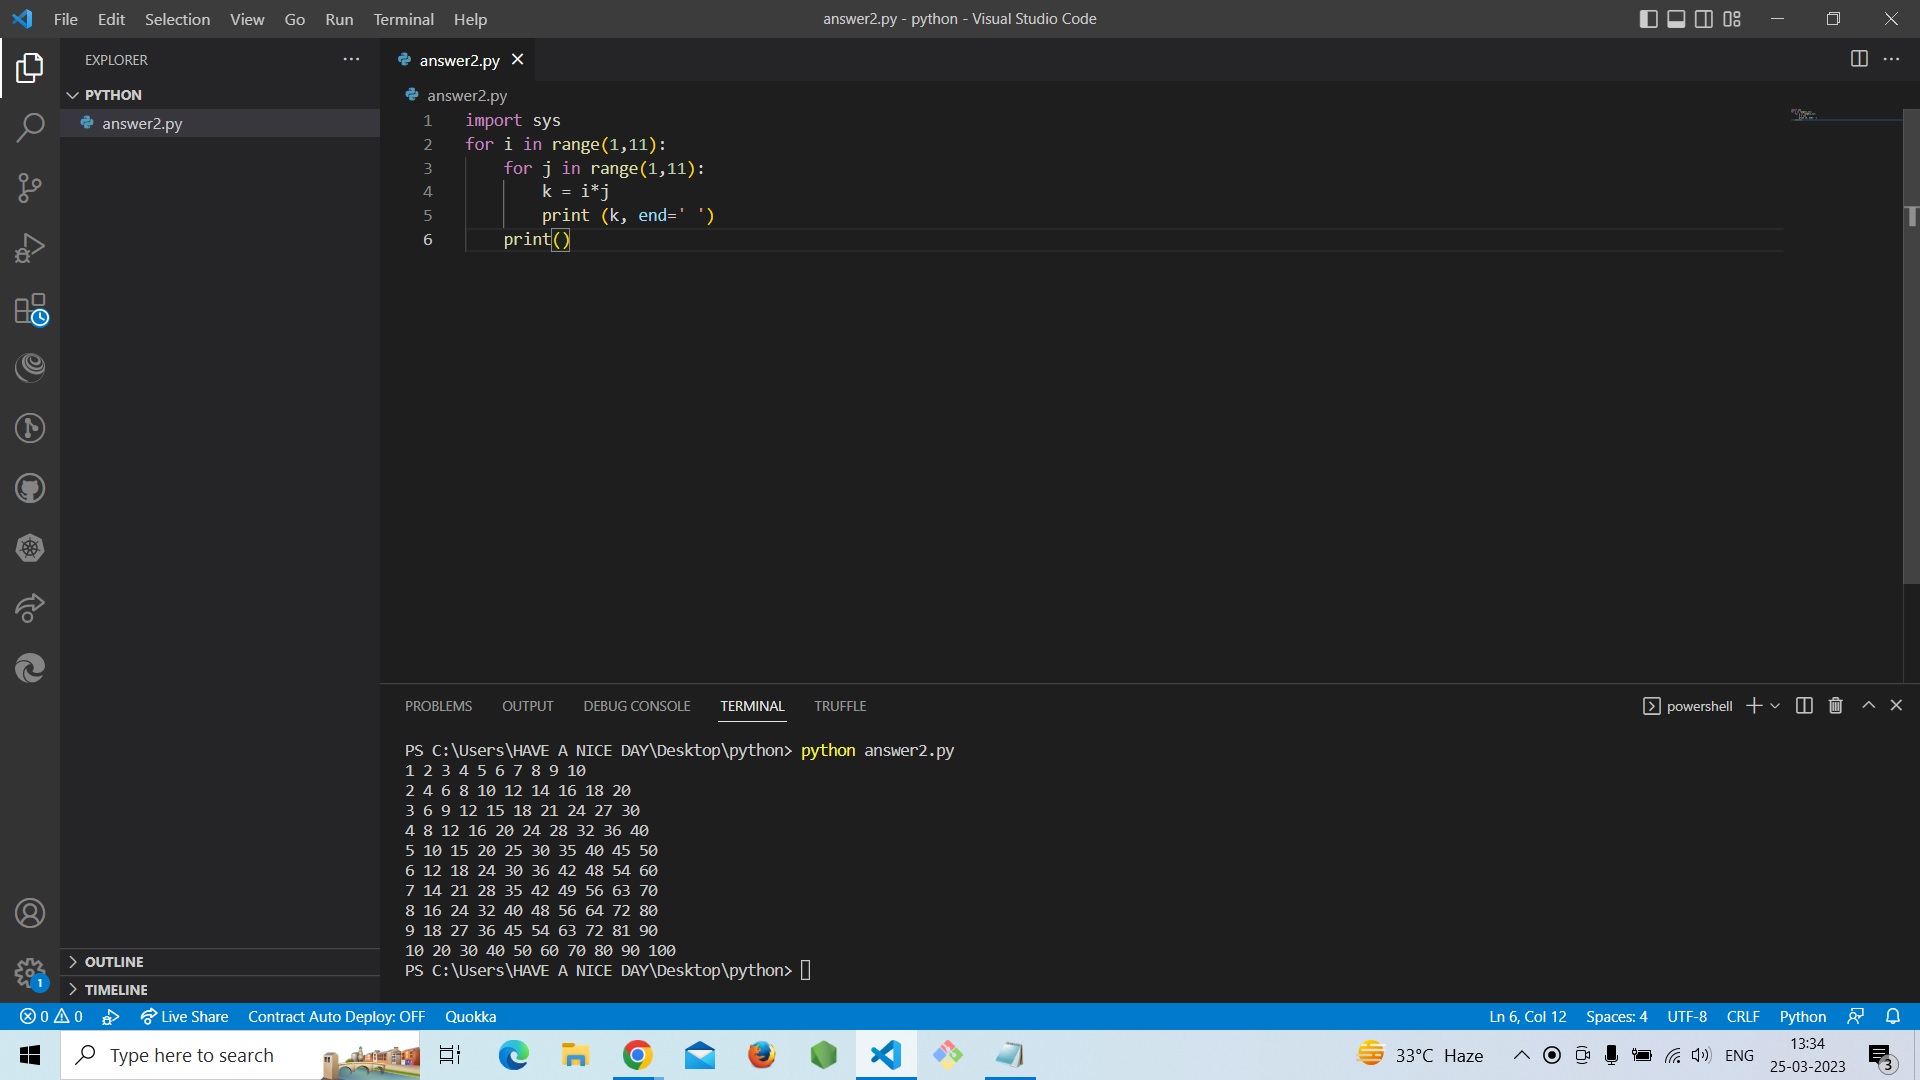 File Edit Selection View Go Run Terminal Help
answer2.py - python - Visual Studio Code
EXPLORER
PYTHON
answer2.py
OUTLINE
TIMELINE
answer2.py
answer2.py
1 import sys
2 for i in range(1,11):
3     for j in range(1,11):
4         k = i*j
5         print (k, end=' ')
6     print()
PROBLEMS OUTPUT DEBUG CONSOLE TERMINAL TRUFFLE
powershell
PS C:\Users\HAVE A NICE DAY\Desktop\python> python answer2.py
1 2 3 4 5 6 7 8 9 10
2 4 6 8 10 12 14 16 18 20
3 6 9 12 15 18 21 24 27 30
4 8 12 16 20 24 28 32 36 40
5 10 15 20 25 30 35 40 45 50
6 12 18 24 30 36 42 48 54 60
7 14 21 28 35 42 49 56 63 70
8 16 24 32 40 48 56 64 72 80
9 18 27 36 45 54 63 72 81 90
10 20 30 40 50 60 70 80 90 100
PS C:\Users\HAVE A NICE DAY\Desktop\python>
1
0 0 Live Share Contract Auto Deploy: OFF Quokka
Ln 6, Col 12 Spaces: 4 UTF-8 CRLF Python
Type here to search
33°C Haze
ENG
13:34
25-03-2023
3